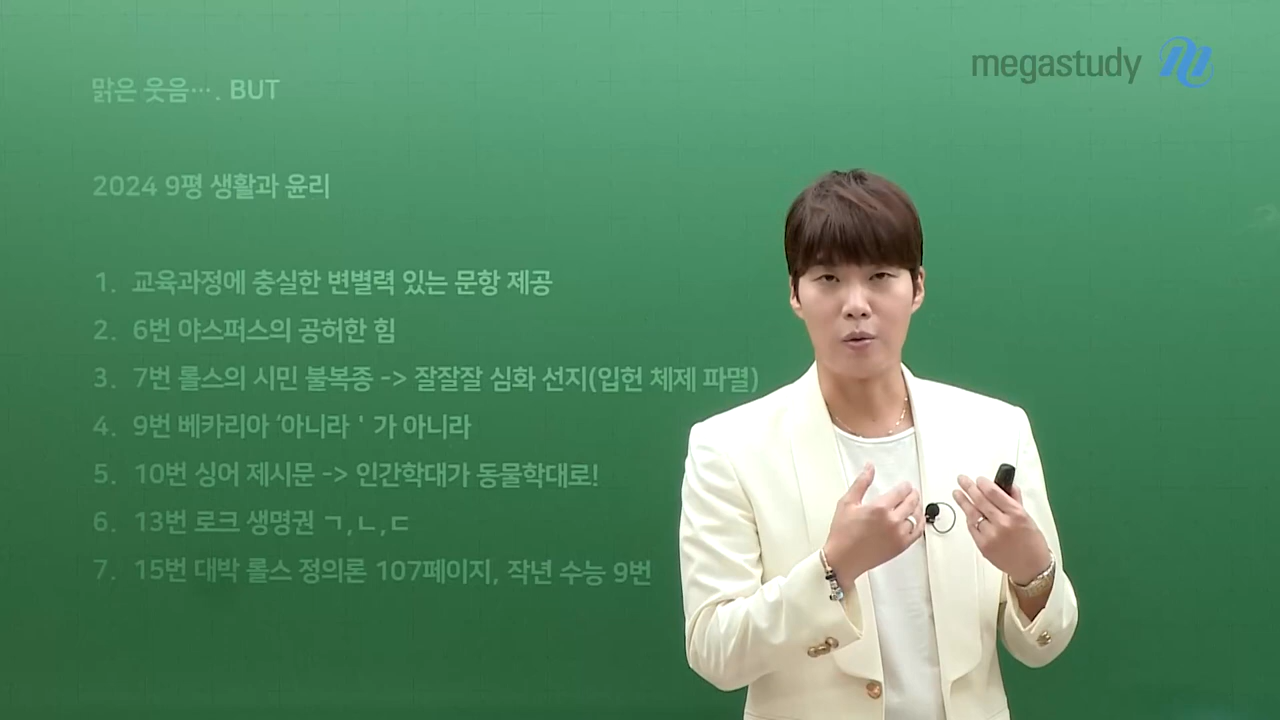 megastudy
맑은 웃음···. BUT
2024 9평 생활과 윤리
1. 교육과정에 충실한 변별력 있는 문항 제공
2. 6번 야스퍼스의 공허한 힘
3. 7번 롤스의 시민 불복종 -> 잘잘잘 심화 선지(입헌 체제 파멸)
4. 9번 베카리아 ‘아니라 ' 가 아니라
5. 10번 싱어 제시문 -> 인간학대가 동물학대로!
6. 13번 로크 생명권 ㄱ,ㄴ,ㄷ
7. 15번 대박 롤스 정의론 107페이지, 작년 수능 9번